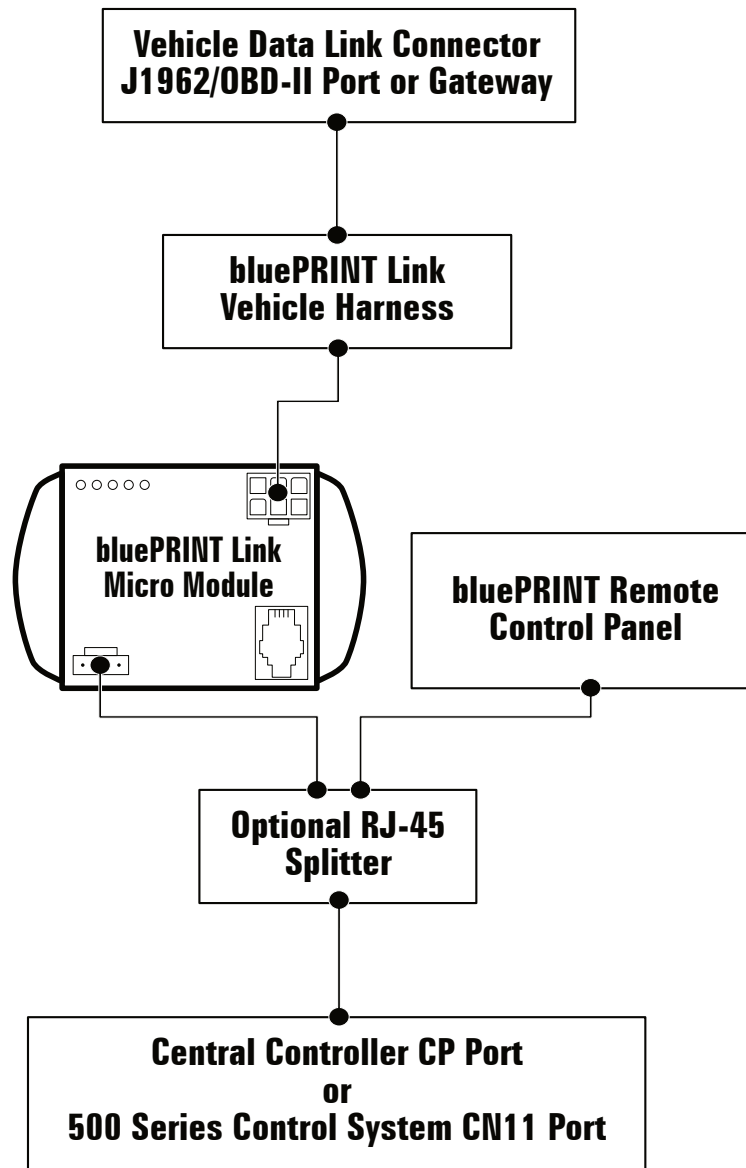 Vehicle Data Link Connector
J1962/OBD-II Port or Gateway
bluePRINT Link
Vehicle Harness
bluePRINT Link
Micro Module
bluePRINT Remote
Control Panel
Optional RJ-45
Splitter
Central Controller CP Port
or
500 Series Control System CN11 Port